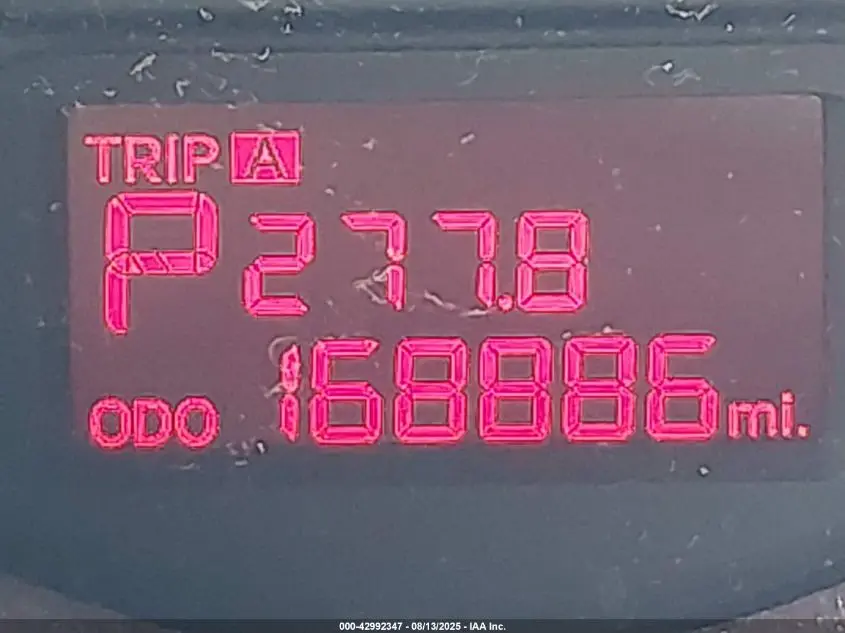 TRIP A
P 277.8
ODO 168886 mi.
000-42992347 - 08/13/2025 - IAA Inc.